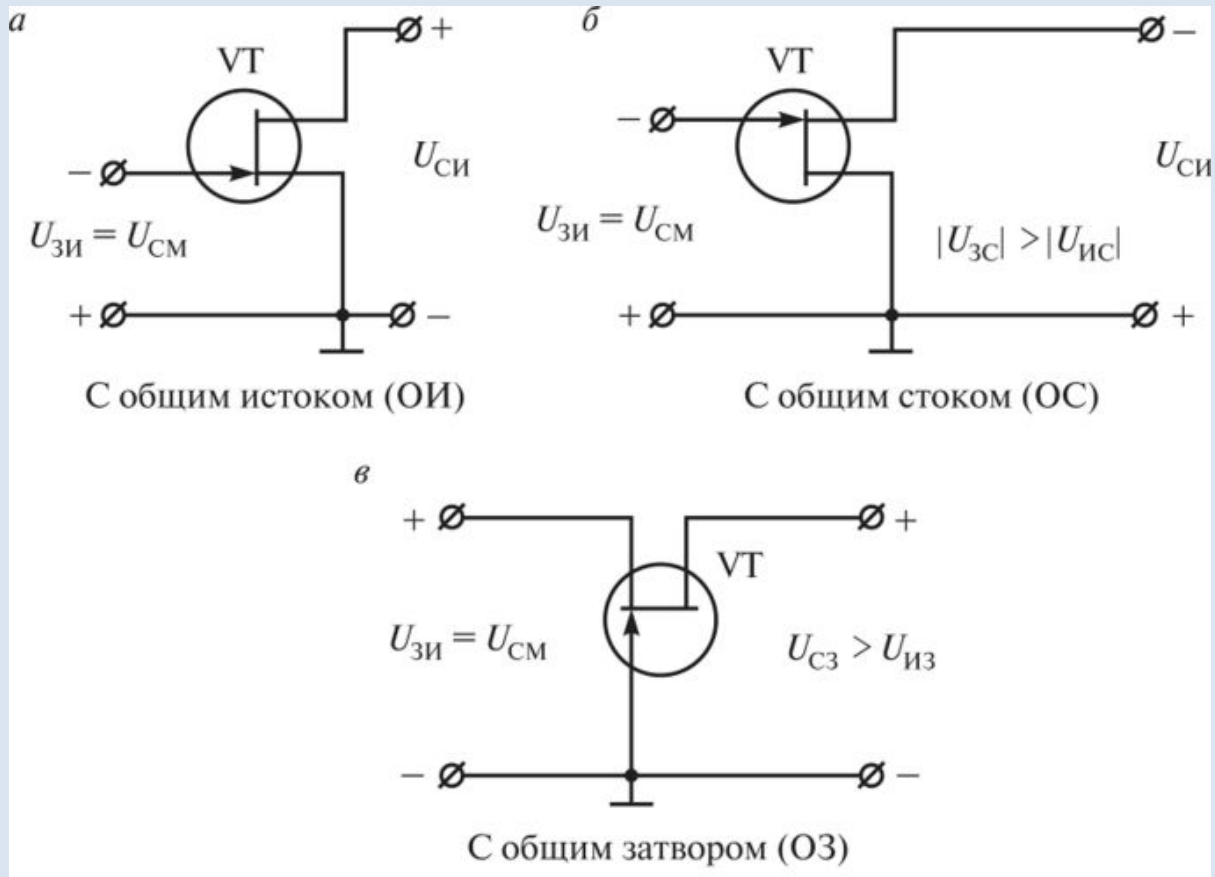 а
+
VT
−
U_СИ
U_ЗИ = U_СМ
+
−
С общим истоком (ОИ)
б
−
VT
−
U_СИ
U_ЗИ = U_СМ
|U_ЗС| > |U_ИС|
+
+
С общим стоком (ОС)
в
+
+
VT
U_ЗИ = U_СМ
U_СЗ > U_ИЗ
−
−
С общим затвором (ОЗ)